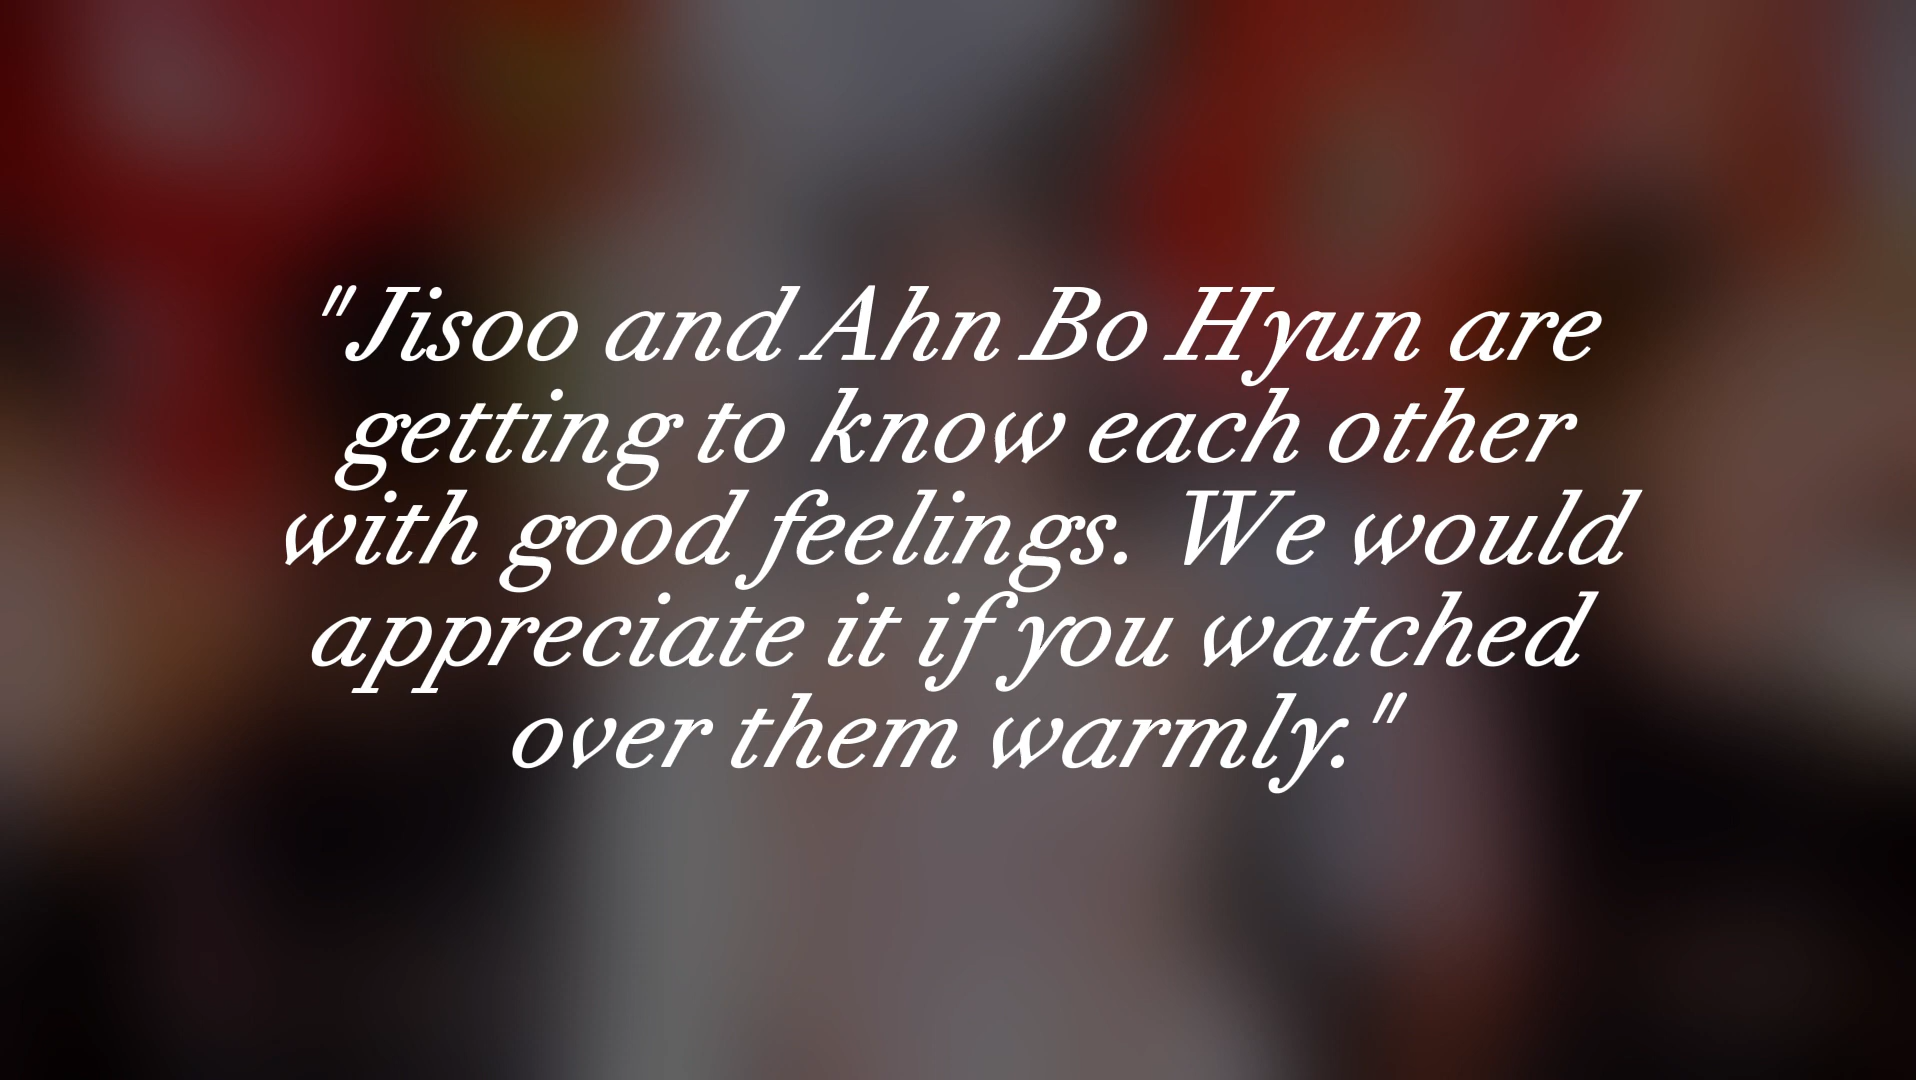 "Jisoo and Ahn Bo Hyun are
getting to know each other
with good feelings. We would
appreciate it if you watched
over them warmly."